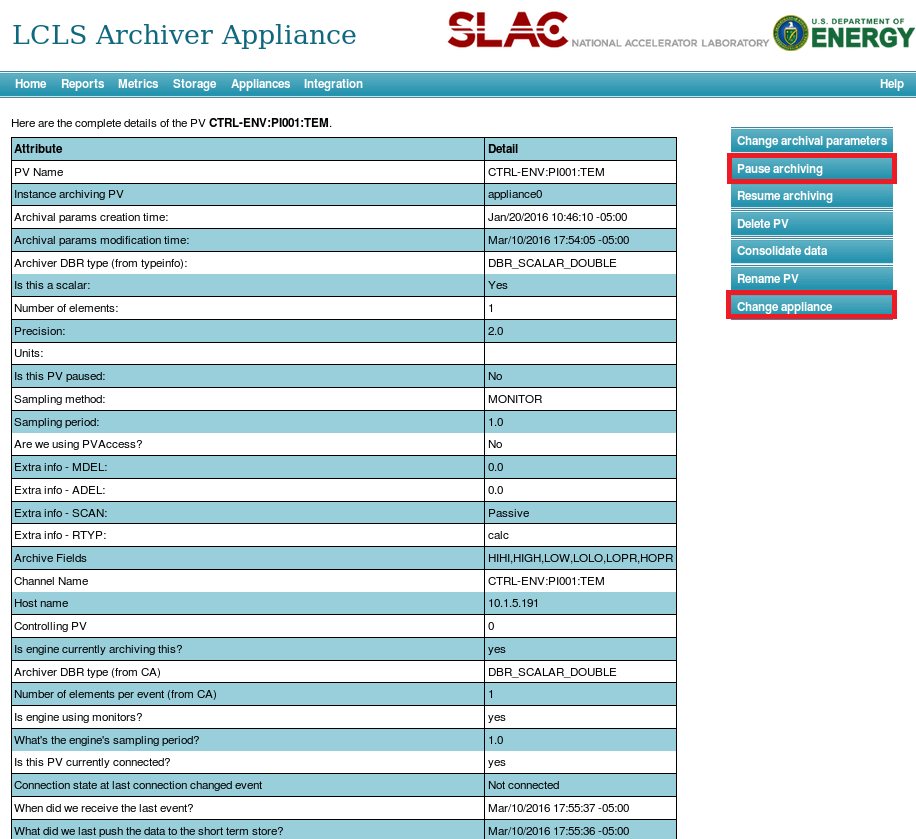 LCLS Archiver Appliance
SLAC NATIONAL ACCELERATOR LABORATORY
U.S. DEPARTMENT OF
ENERGY
Home Reports Metrics Storage Appliances Integration Help
Here are the complete details of the PV CTRL-ENV:PI001:TEM.
Attribute Detail
PV Name CTRL-ENV:PI001:TEM
Instance archiving PV appliance0
Archival params creation time: Jan/20/2016 10:46:10 -05:00
Archival params modification time: Mar/10/2016 17:54:05 -05:00
Archiver DBR type (from typeinfo): DBR_SCALAR_DOUBLE
Is this a scalar: Yes
Number of elements: 1
Precision: 2.0
Units:
Is this PV paused: No
Sampling method: MONITOR
Sampling period: 1.0
Are we using PVAccess? No
Extra info - MDEL: 0.0
Extra info - ADEL: 0.0
Extra info - SCAN: Passive
Extra info - RTYP: calc
Archive Fields HIHI,HIGH,LOW,LOLO,LOPR,HOPR
Channel Name CTRL-ENV:PI001:TEM
Host name 10.1.5.191
Controlling PV 0
Is engine currently archiving this? yes
Archiver DBR type (from CA) DBR_SCALAR_DOUBLE
Number of elements per event (from CA) 1
Is engine using monitors? yes
What's the engine's sampling period? 1.0
Is this PV currently connected? yes
Connection state at last connection changed event Not connected
When did we receive the last event? Mar/10/2016 17:55:37 -05:00
What did we last push the data to the short term store? Mar/10/2016 17:55:36 -05:00
Change archival parameters
Pause archiving
Resume archiving
Delete PV
Consolidate data
Rename PV
Change appliance